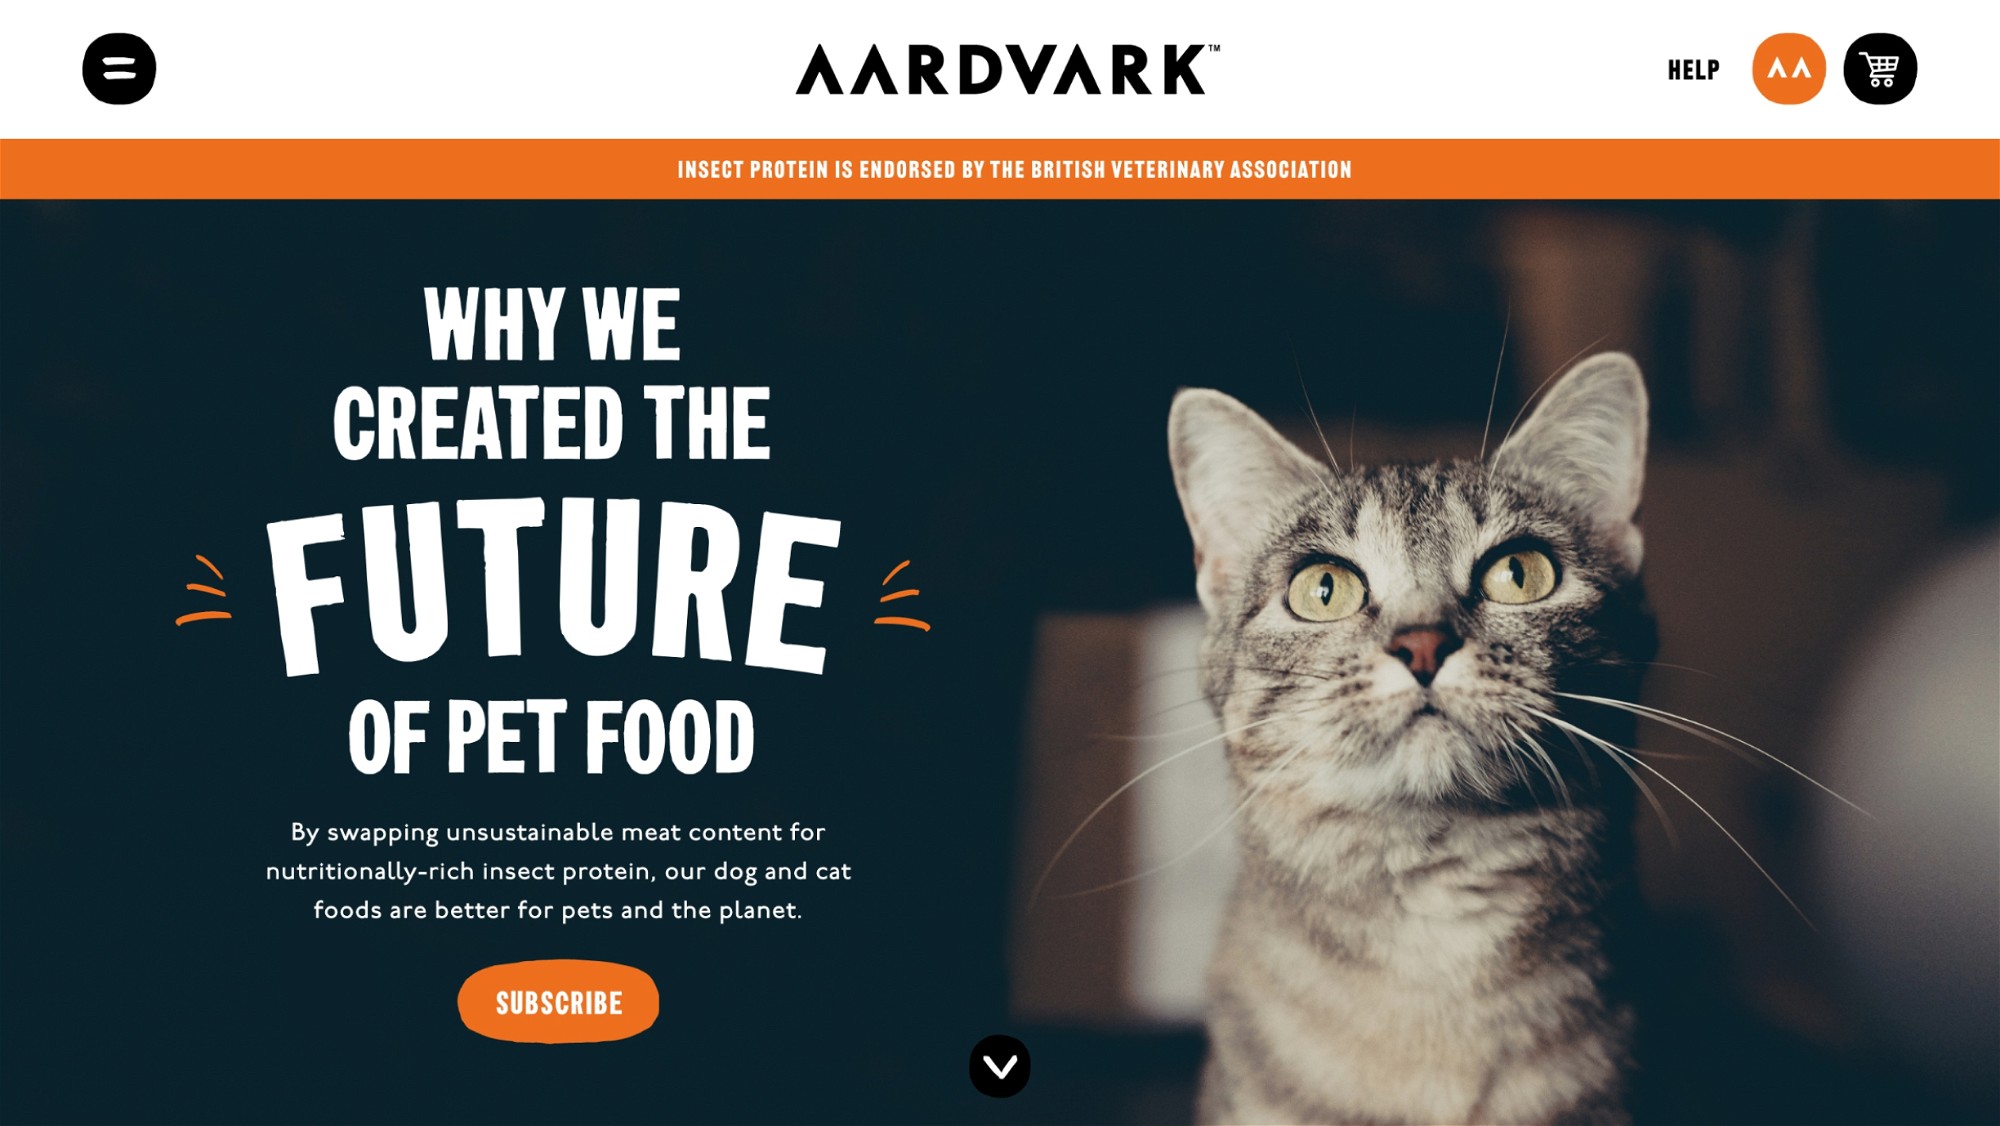 AARDVARK™
HELP
AA
INSECT PROTEIN IS ENDORSED BY THE BRITISH VETERINARY ASSOCIATION
WHY WE
CREATED THE
FUTURE
OF PET FOOD
By swapping unsustainable meat content for
nutritionally-rich insect protein, our dog and cat
foods are better for pets and the planet.
SUBSCRIBE